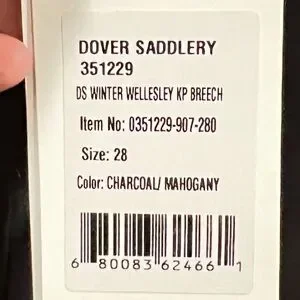 DOVER SADDLERY
351229
DS WINTER WELLESLEY KP BREECH
Item No: 0351229-907-280
Size: 28
Color: CHARCOAL/ MAHOGANY
6 80083 62466 1